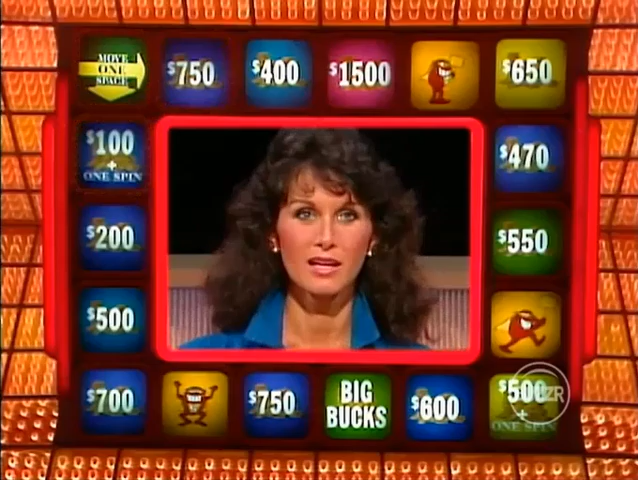 MOVE
ONE
SPACE
$750
$400
$1500
$650
$100
+
ONE SPIN
$470
$200
$550
$500
$700
$750
BIG
BUCKS
$600
$500
+
ONE SPIN